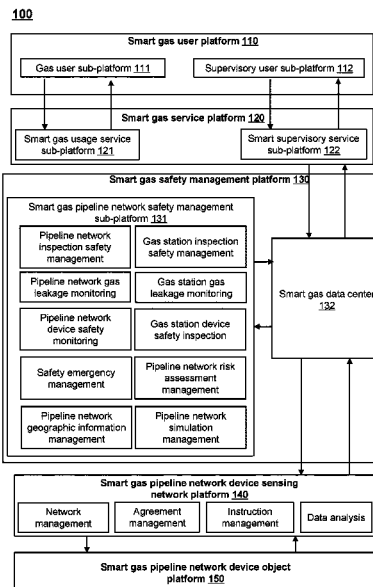 100
Smart gas user platform 110
Gas user sub-platform 111
Supervisory user sub-platform 112
Smart gas service platform 120
Smart gas usage service
sub-platform 121
Smart supervisory service
sub-platform 122
Smart gas safety management platform 130
Smart gas pipeline network safety management
sub-platform 131
Pipeline network
inspection safety
management
Gas station inspection
safety management
Pipeline network gas
leakage monitoring
Gas station gas
leakage monitoring
Pipeline network
device safety
monitoring
Gas station device
safety inspection
Safety emergency
management
Pipeline network risk
assessment
management
Pipeline network
geographic information
management
Pipeline network
simulation
management
Smart gas data center
132
Smart gas pipeline network device sensing
network platform 140
Network
management
Agreement
management
Instruction
management
Data analysis
Smart gas pipeline network device object
platform 150